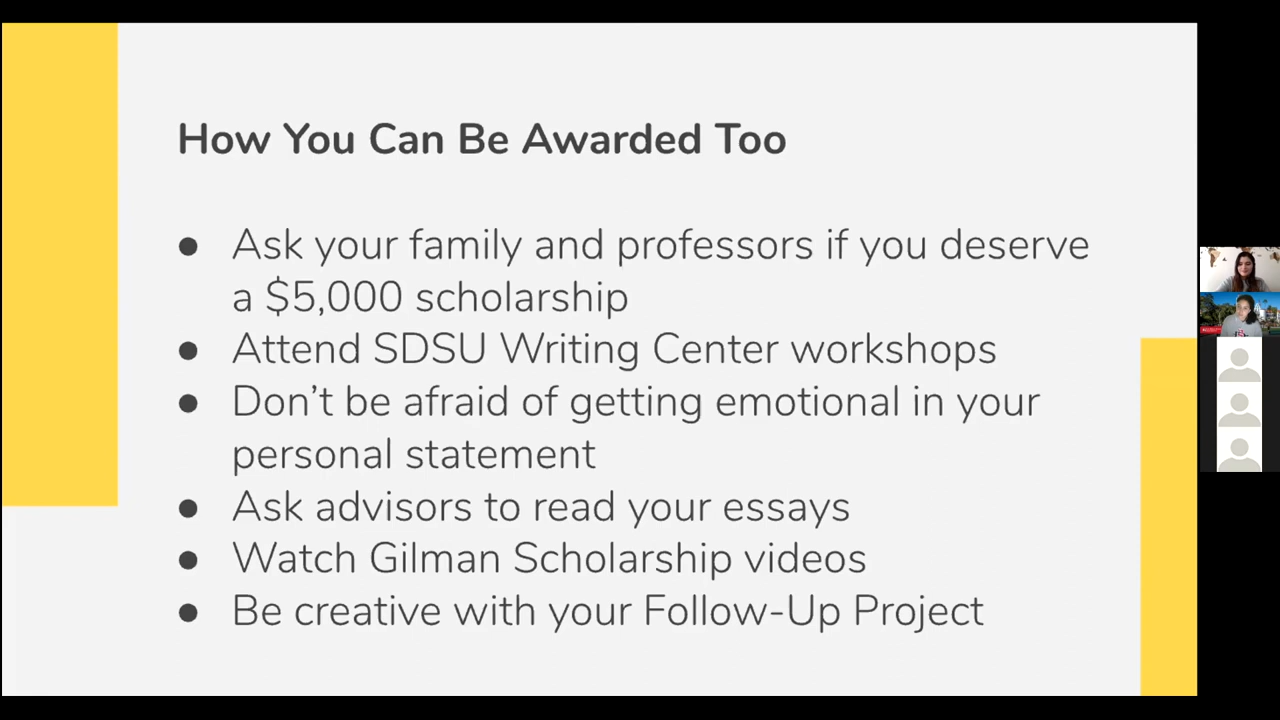 How You Can Be Awarded Too
● Ask your family and professors if you deserve
a $5,000 scholarship
● Attend SDSU Writing Center workshops
● Don’t be afraid of getting emotional in your
personal statement
● Ask advisors to read your essays
● Watch Gilman Scholarship videos
● Be creative with your Follow-Up Project